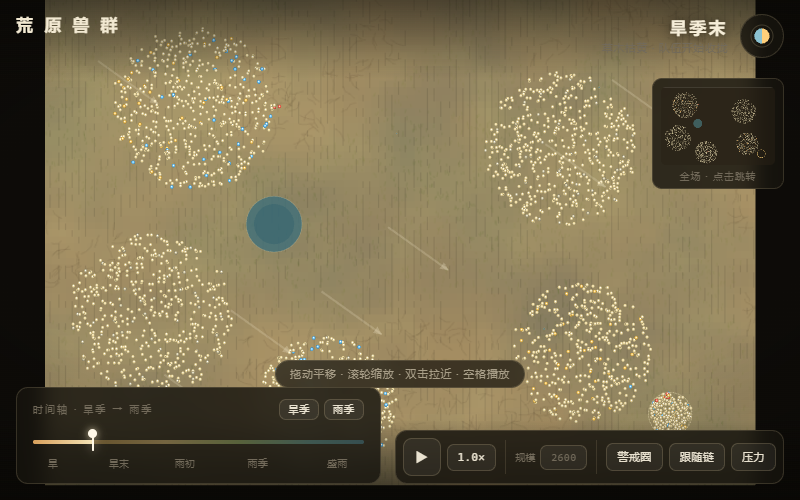 荒原兽群
旱季末
全场 · 点击跳转
拖动平移 · 滚轮缩放 · 双击拉近 · 空格播放
时间轴 · 旱季 → 雨季
旱季
雨季
旱
旱末
雨初
雨季
盛雨
1.0×
规模
2600
警戒圈
跟随链
压力